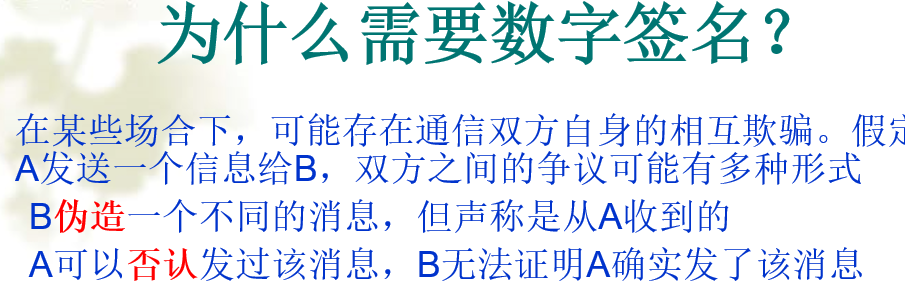 为什么需要数字签名？
在某些场合下，可能存在通信双方自身的相互欺骗。假定
A发送一个信息给B，双方之间的争议可能有多种形式
B伪造一个不同的消息，但声称是从A收到的
A可以否认发过该消息，B无法证明A确实发了该消息